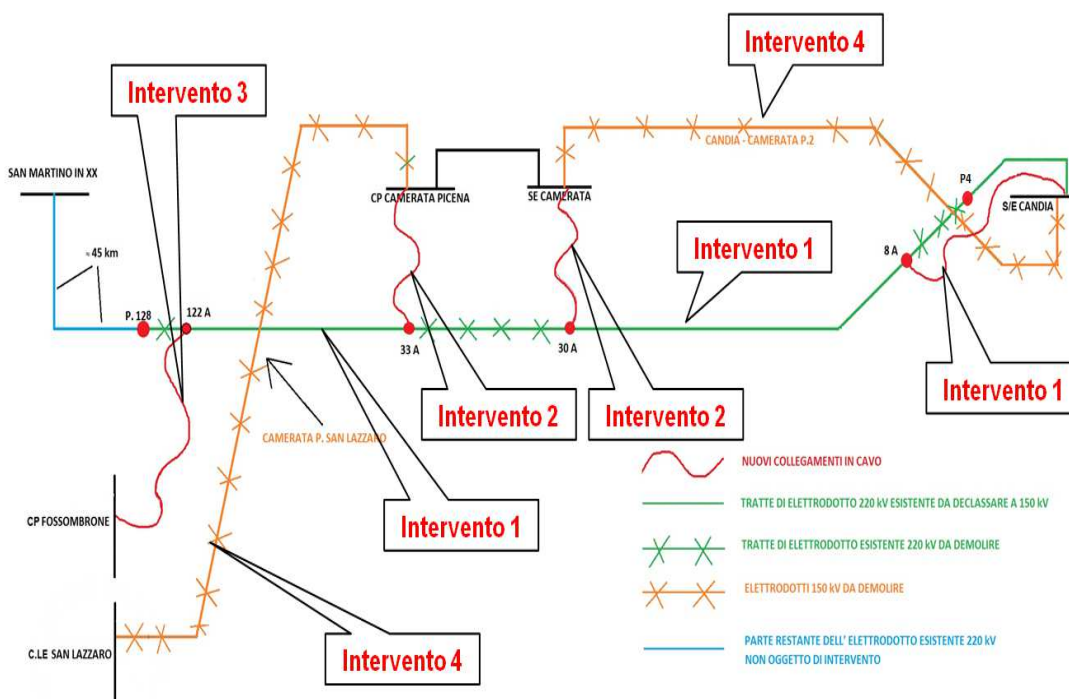 Intervento 4
Intervento 3
CANDIA - CAMERATA P.2
SAN MARTINO IN XX
P4
CP CAMERATA PICENA
SE CAMERATA
S/E CANDIA
≈ 45 km
Intervento 1
8 A
P. 128
122 A
33 A
30 A
Intervento 2
Intervento 2
Intervento 1
CAMERATA P. SAN LAZZARO
NUOVI COLLEGAMENTI IN CAVO
TRATTE DI ELETTRODOTTO 220 kV ESISTENTE DA DECLASSARE A 150 kV
CP FOSSOMBRONE
Intervento 1
TRATTE DI ELETTRODOTTO ESISTENTE 220 kV DA DEMOLIRE
ELETTRODOTTI 150 kV DA DEMOLIRE
C.LE SAN LAZZARO
Intervento 4
PARTE RESTANTE DELL' ELETTRODOTTO ESISTENTE 220 kV
NON OGGETTO DI INTERVENTO